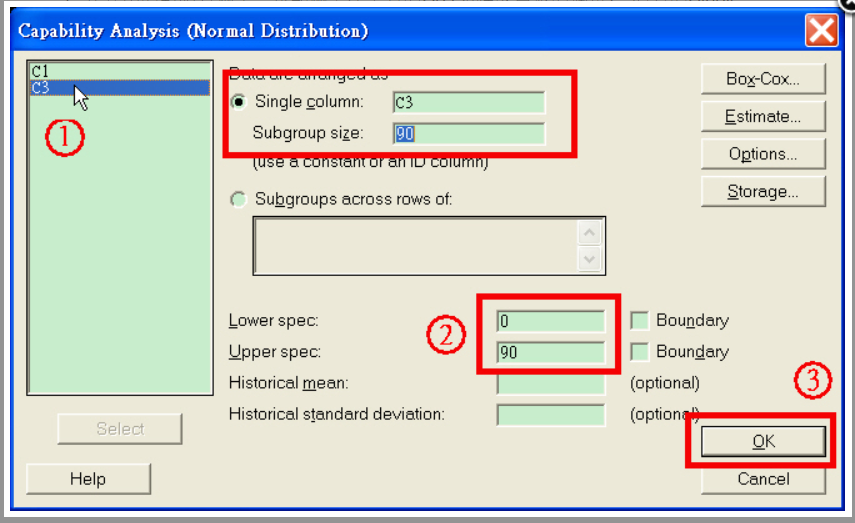 Capability Analysis (Normal Distribution)
C1
C3
1
Data are arranged as
Single column: C3
Subgroup size: 90
(use a constant or an ID column)
Subgroups across rows of:
Box-Cox...
Estimate...
Options...
Storage...
Lower spec: 0 Boundary
2
Upper spec: 90 Boundary
Historical mean: (optional)
3
Historical standard deviation: (optional)
Select
OK
Help
Cancel